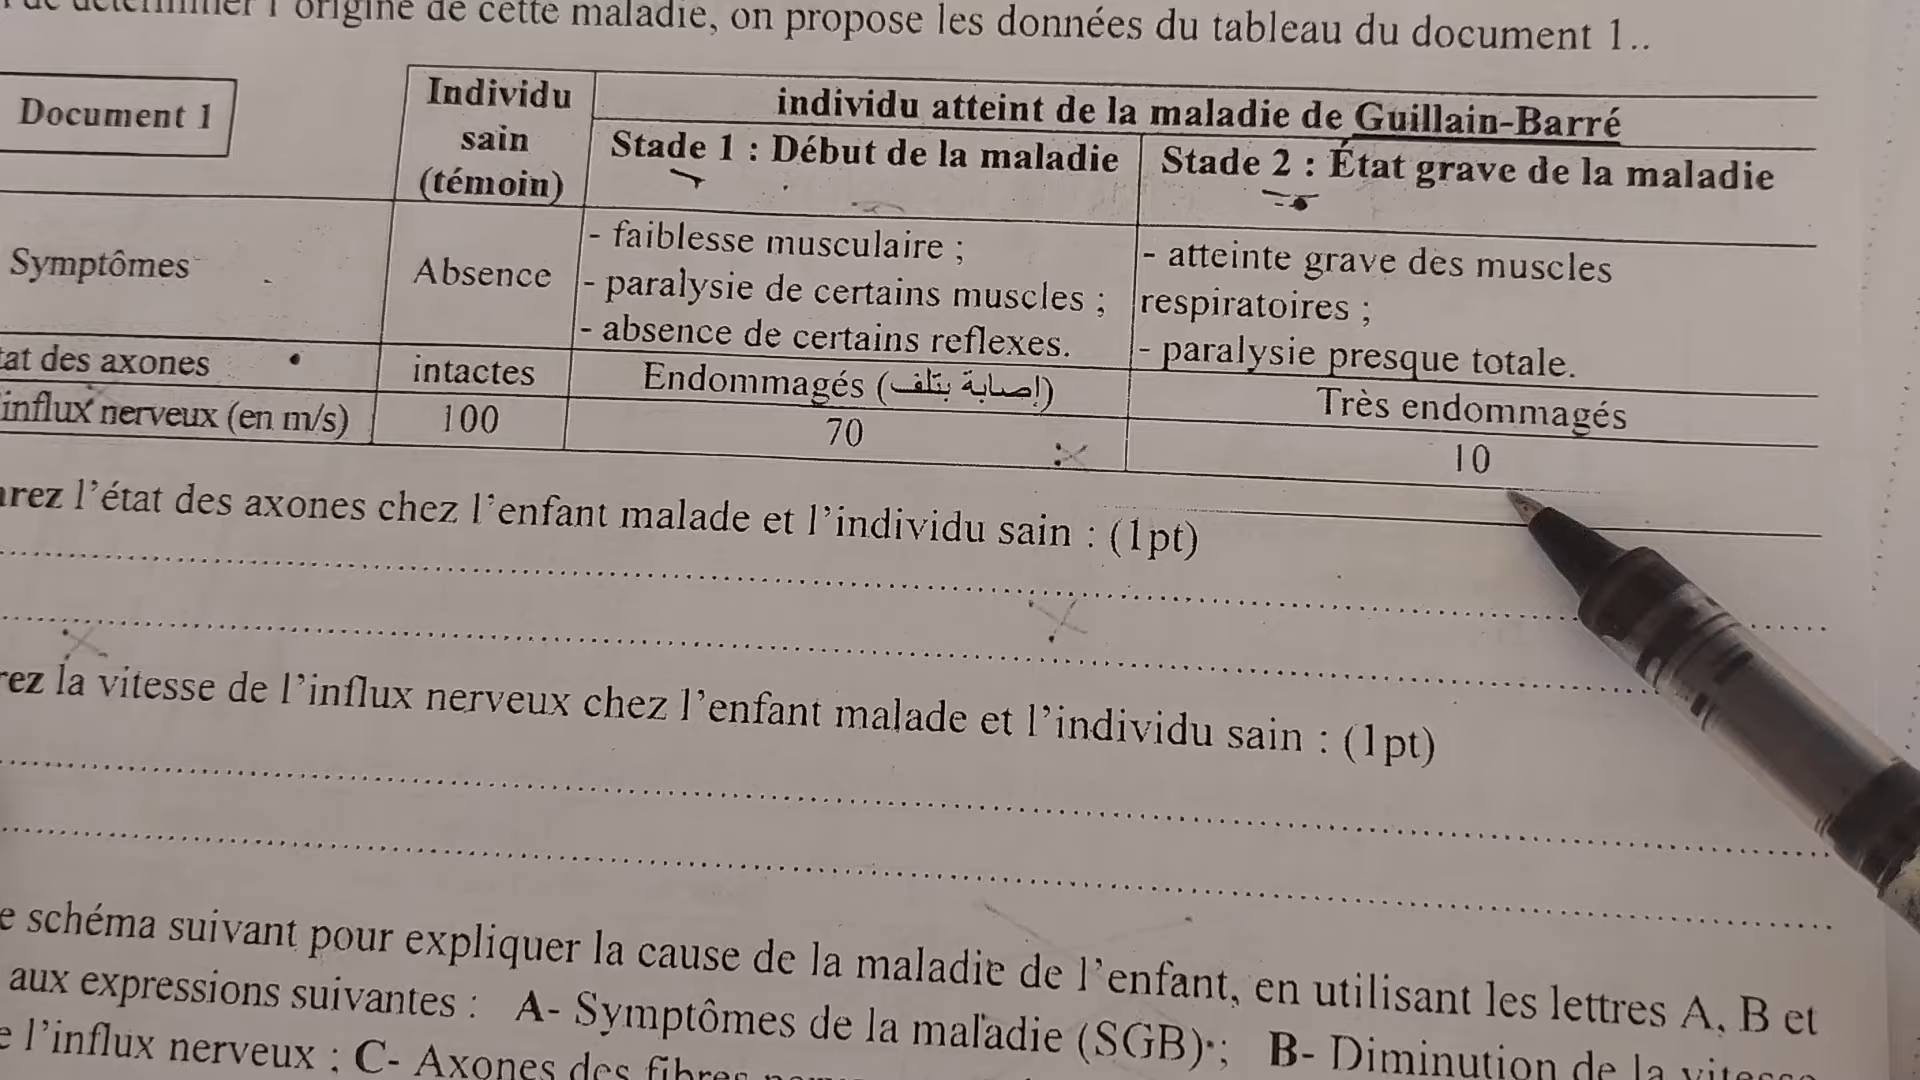 de déterminer l'origine de cette maladie, on propose les données du tableau du document 1..
Document 1
Individu sain (témoin)
individu atteint de la maladie de Guillain-Barré
Stade 1 : Début de la maladie
Stade 2 : État grave de la maladie
Symptômes
Absence
- faiblesse musculaire ;
- paralysie de certains muscles ;
- absence de certains reflexes.
- atteinte grave des muscles
respiratoires ;
- paralysie presque totale.
tat des axones
intactes
Endommagés (إصابة بتلف)
Très endommagés
influx nerveux (en m/s)
100
70
10
arez l'état des axones chez l'enfant malade et l'individu sain : (1pt)
rez la vitesse de l'influx nerveux chez l'enfant malade et l'individu sain : (1pt)
e schéma suivant pour expliquer la cause de la maladie de l'enfant, en utilisant les lettres A, B et
aux expressions suivantes : A- Symptômes de la maladie (SGB) ; B- Diminution de la vitesse
e l'influx nerveux ; C- Axones des fibres